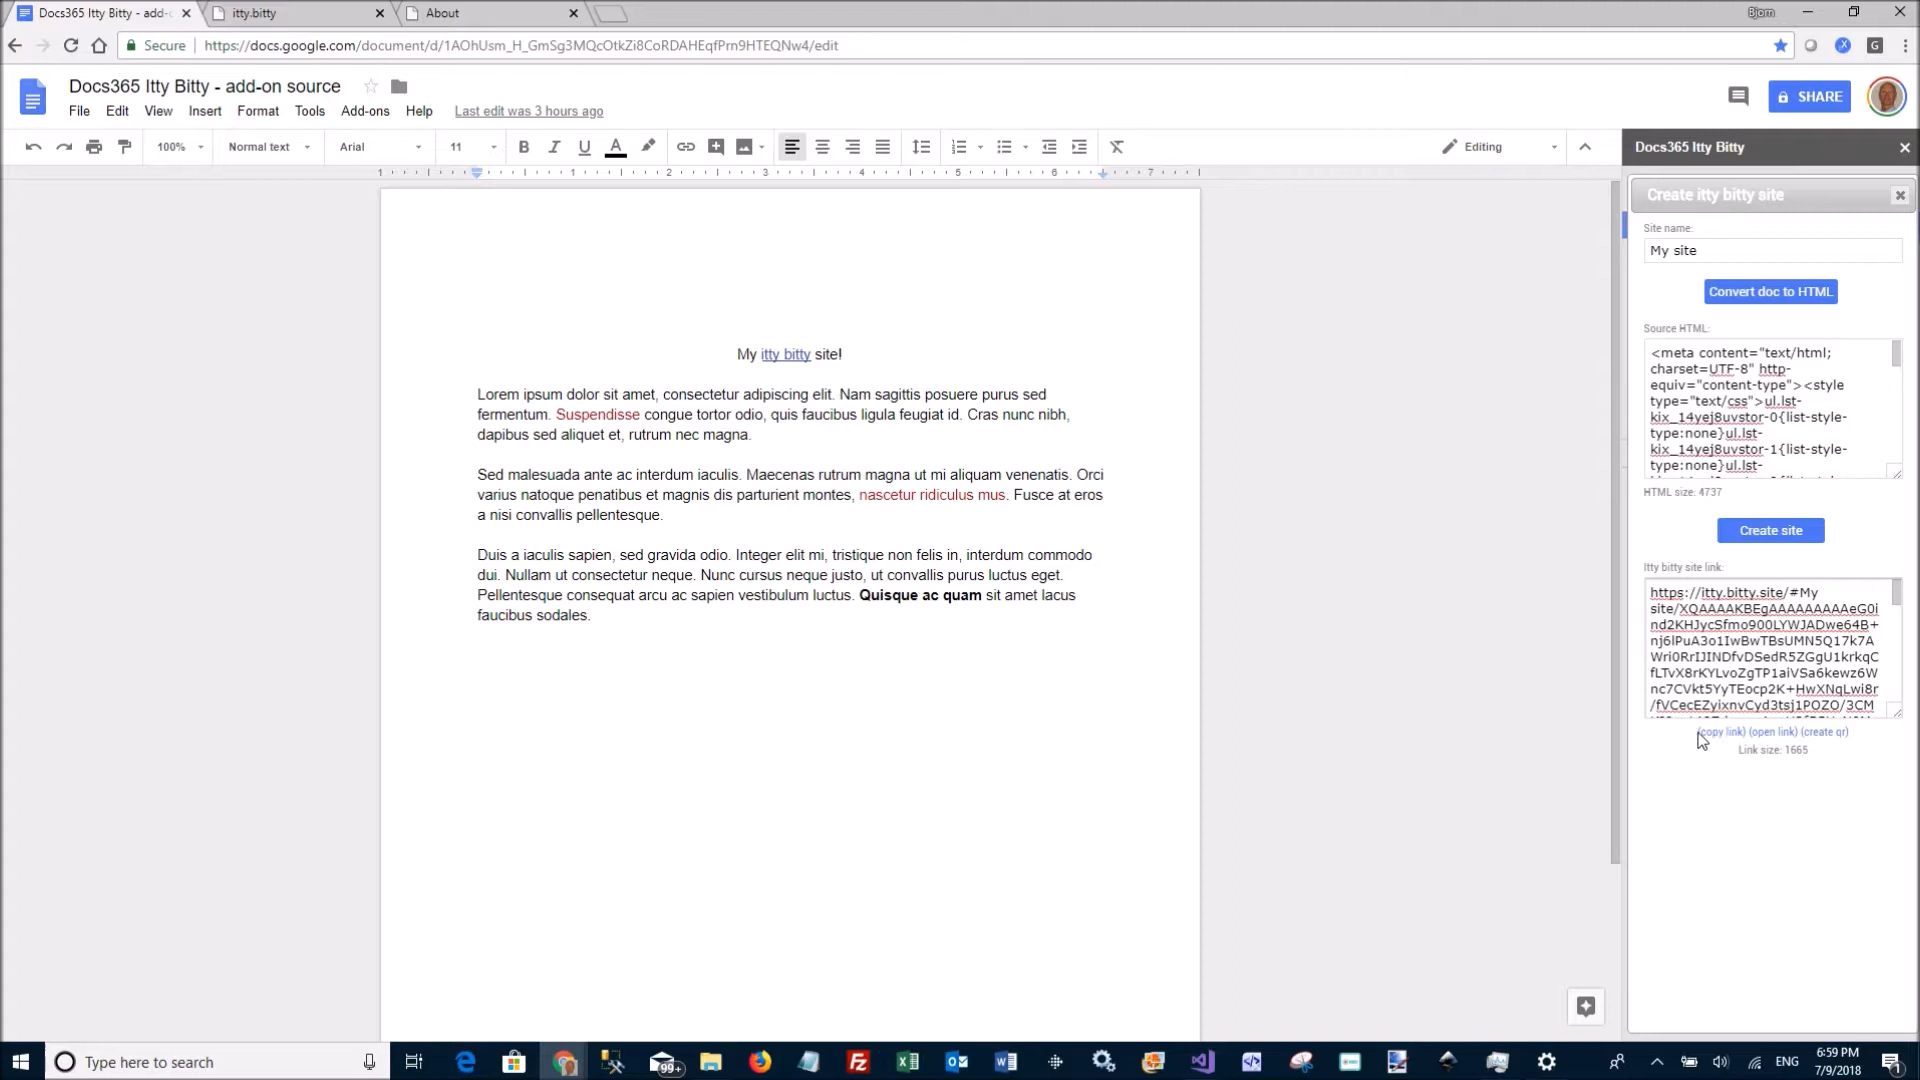 Docs365 Itty Bitty - add-
itty.bitty
About
Bjorn
Secure
https://docs.google.com/document/d/1AOhUsm_H_GmSg3MQcOtkZi8CoRDAHEqfPrn9HTEQNw4/edit
Docs365 Itty Bitty - add-on source
File Edit View Insert Format Tools Add-ons Help Last edit was 3 hours ago
SHARE
100% Normal text Arial 11 B I U A Editing
Docs365 Itty Bitty
1 1 2 3 4 5 6 7
Create itty bitty site
Site name:
My site
Convert doc to HTML
Source HTML:
<meta content="text/html;
charset=UTF-8" http-
equiv="content-type"><style
type="text/css">ul.lst-
kix_14yej8uvstor-0{list-style-
type:none}ul.lst-
kix_14yej8uvstor-1{list-style-
type:none}ul.lst-
HTML size: 4737
Create site
Itty bitty site link:
https://itty.bitty.site/#My
site/XQAAAAKBEgAAAAAAAAAeG0i
nd2KHJycSfmo900LYWJADwe64B+
nj6lPuA3o1IwBwTBsUMN5Q17k7A
Wri0RrIJINDfvDSedR5ZGgU1krkqC
fLTvX8rKYLvoZgTP1aiVSa6kewz6W
nc7CVkt5YyTEocp2K+HwXNqLwi8r
/fVCecEZyixnvCyd3tsj1POZO/3CM
(copy link) (open link) (create qr)
Link size: 1665
My itty bitty site!
Lorem ipsum dolor sit amet, consectetur adipiscing elit. Nam sagittis posuere purus sed
fermentum. Suspendisse congue tortor odio, quis faucibus ligula feugiat id. Cras nunc nibh,
dapibus sed aliquet et, rutrum nec magna.
Sed malesuada ante ac interdum iaculis. Maecenas rutrum magna ut mi aliquam venenatis. Orci
varius natoque penatibus et magnis dis parturient montes, nascetur ridiculus mus. Fusce at eros
a nisi convallis pellentesque.
Duis a iaculis sapien, sed gravida odio. Integer elit mi, tristique non felis in, interdum commodo
dui. Nullam ut consectetur neque. Nunc cursus neque justo, ut convallis purus luctus eget.
Pellentesque consequat arcu ac sapien vestibulum luctus. Quisque ac quam sit amet lacus
faucibus sodales.
Type here to search
99+
ENG
6:59 PM
7/9/2018
1